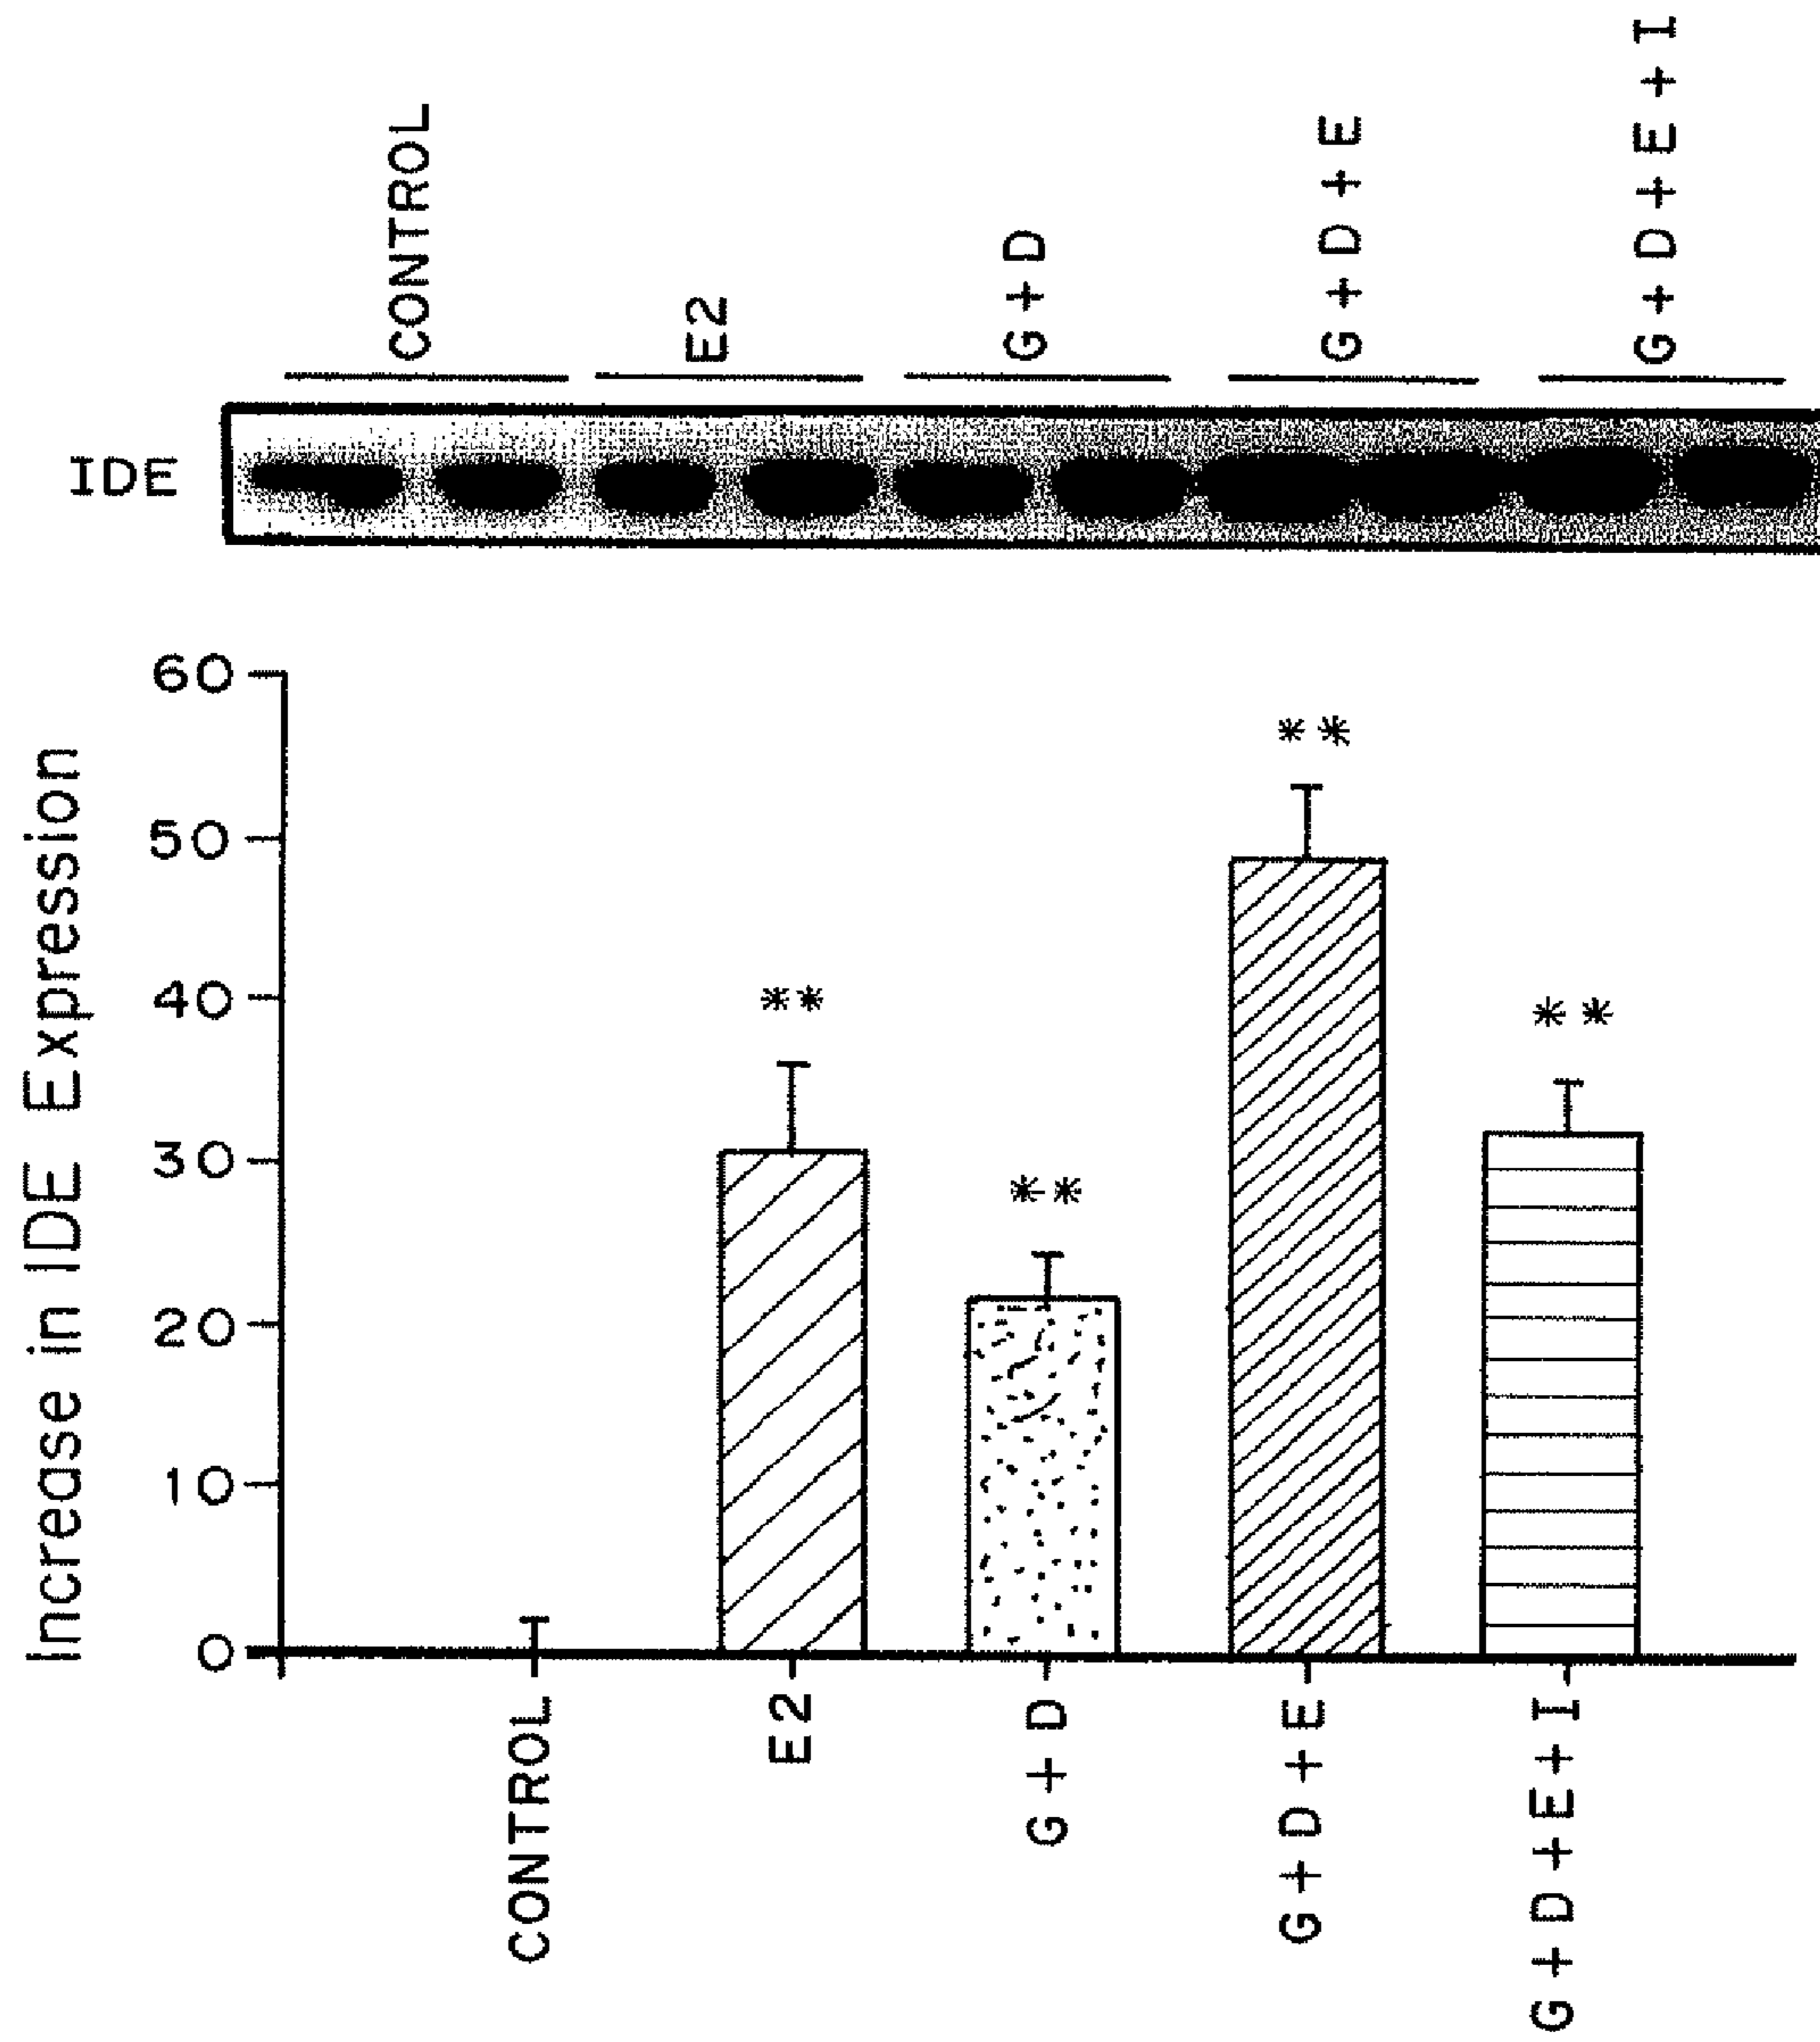 CONTROL
E2
G+D
G+D+E
G+D+E+I
IDE
Increase in IDE Expression
60
50
40
30
20
10
0
**
**
**
**
CONTROL
E2
G+D
G+D+E
G+D+E+I